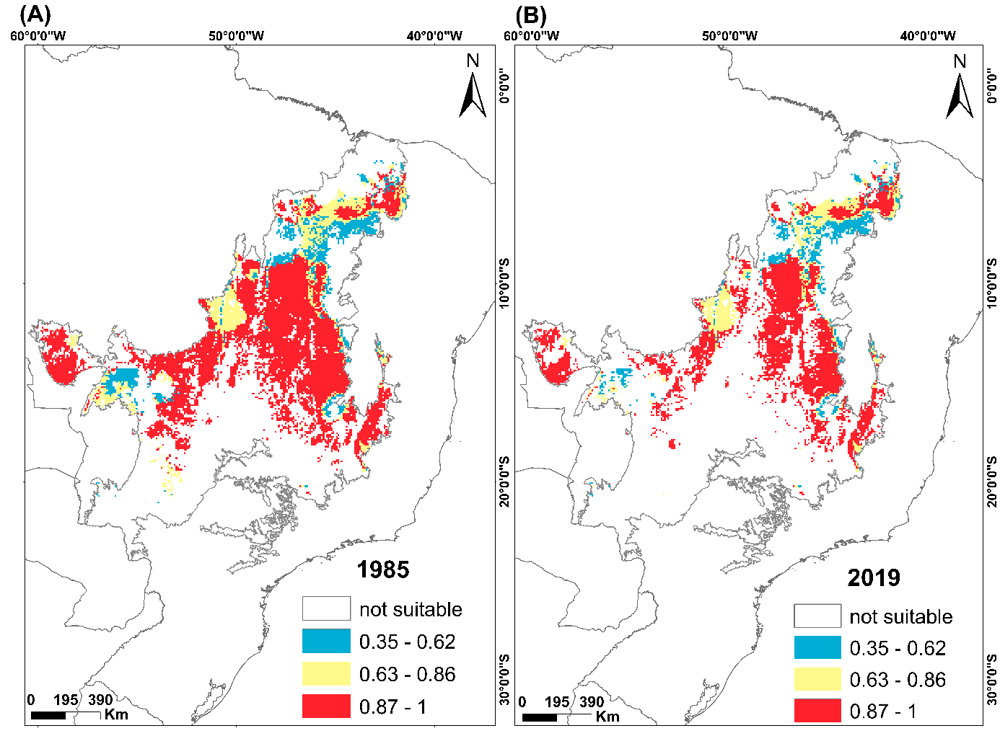 (A)
(B)
60°0'0"W 50°0'0"W 40°0'0"W
60°0'0"W 50°0'0"W 40°0'0"W
N
N
0°0'0"
10°0'0"S
20°0'0"S
30°0'0"S
0°0'0"
10°0'0"S
20°0'0"S
30°0'0"S
1985
not suitable
0.35 - 0.62
0.63 - 0.86
0.87 - 1
0 195 390
Km
2019
not suitable
0.35 - 0.62
0.63 - 0.86
0.87 - 1
0 195 390
Km